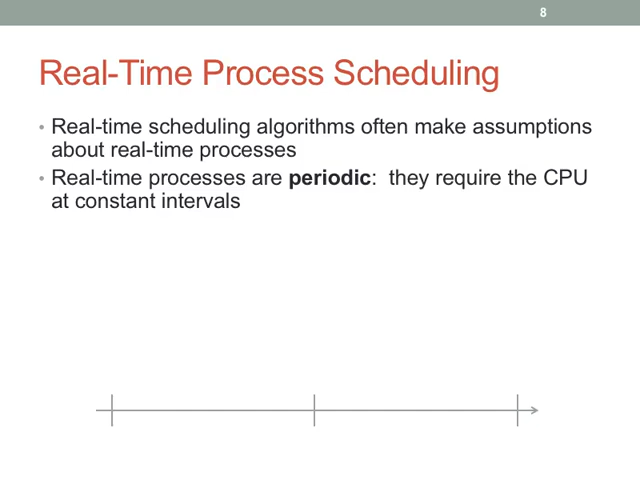 8
Real-Time Process Scheduling
• Real-time scheduling algorithms often make assumptions
about real-time processes
• Real-time processes are periodic: they require the CPU
at constant intervals